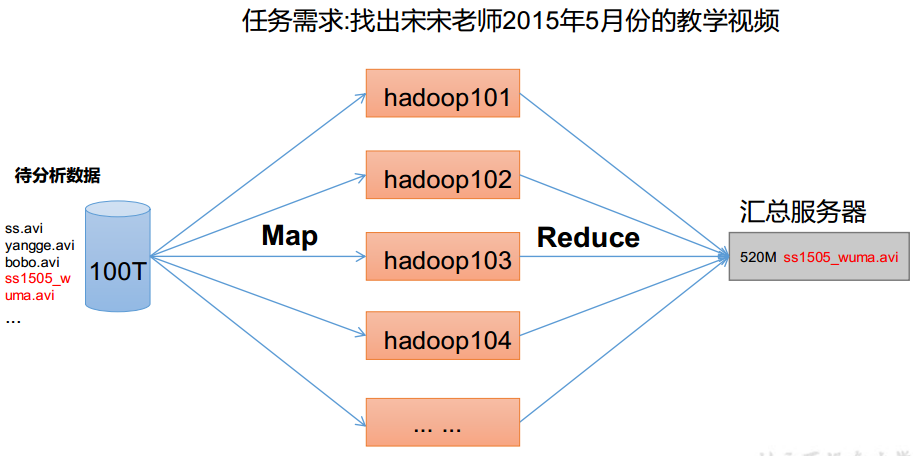 任务需求:找出宋宋老师2015年5月份的教学视频
待分析数据
ss.avi
yangge.avi
bobo.avi
ss1505_w
uma.avi
...
100T
Map
hadoop101
hadoop102
hadoop103
hadoop104
... ...
Reduce
汇总服务器
520M ss1505_wuma.avi